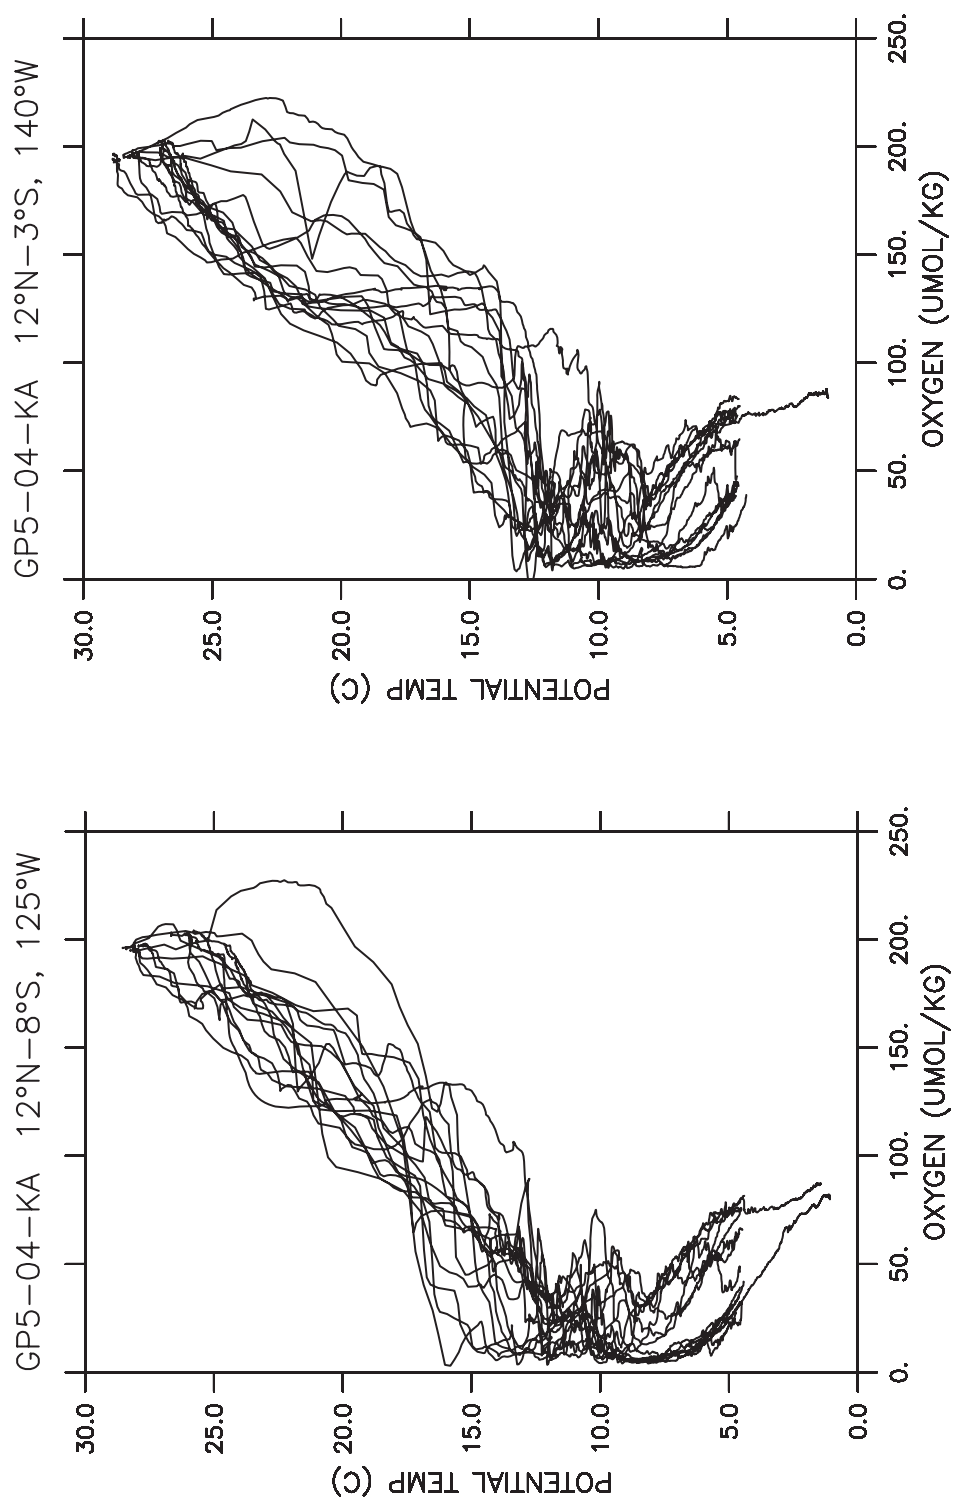 GP5-04-KA 12°N-8°S, 125°W
POTENTIAL TEMP (C)
30.0
25.0
20.0
15.0
10.0
5.0
0.0
0. 50. 100. 150. 200. 250.
OXYGEN (UMOL/KG)
GP5-04-KA 12°N-3°S, 140°W
POTENTIAL TEMP (C)
30.0
25.0
20.0
15.0
10.0
5.0
0.0
0. 50. 100. 150. 200. 250.
OXYGEN (UMOL/KG)